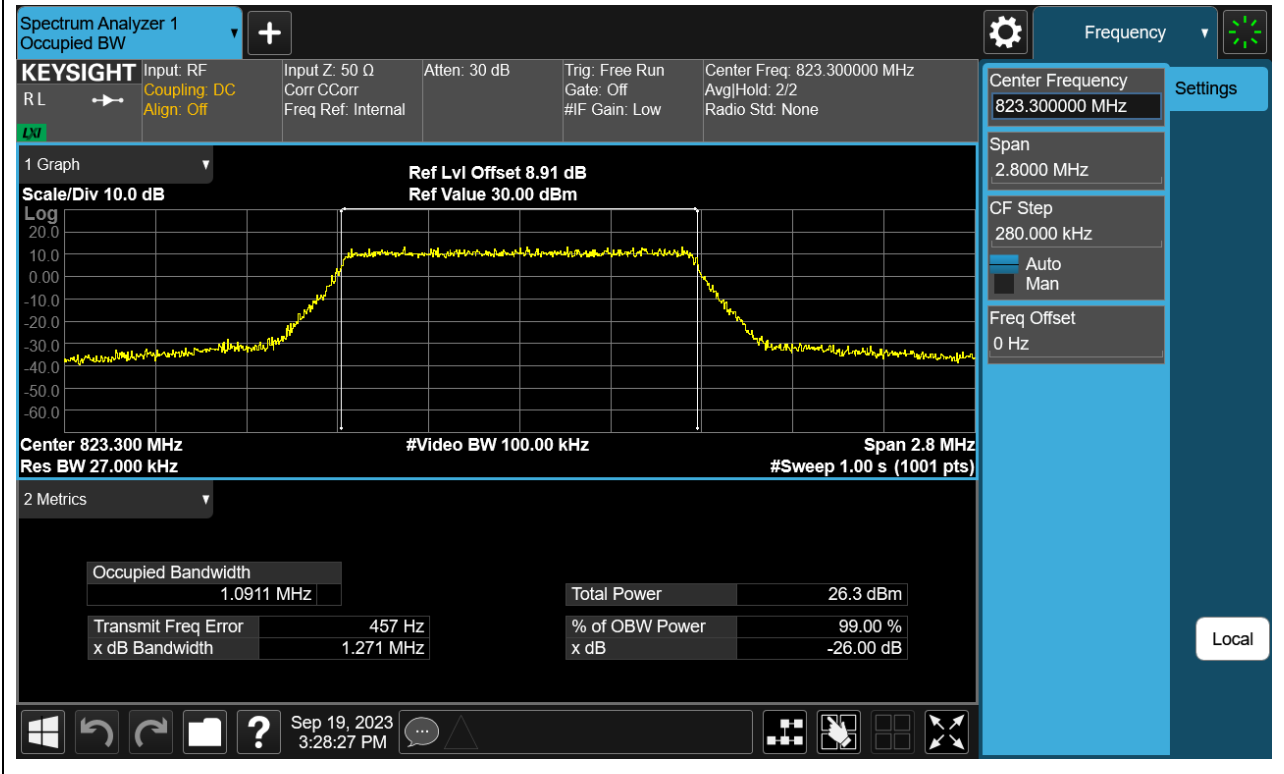 Spectrum Analyzer 1
Occupied BW
+
Frequency
KEYSIGHT
R L
LXI
Input: RF
Coupling: DC
Align: Off
Input Z: 50 Ω
Corr CCorr
Freq Ref: Internal
Atten: 30 dB
Trig: Free Run
Gate: Off
#IF Gain: Low
Center Freq: 823.300000 MHz
Avg|Hold: 2/2
Radio Std: None
Center Frequency
823.300000 MHz
Settings
Span
2.8000 MHz
CF Step
280.000 kHz
Auto
Man
Freq Offset
0 Hz
Local
1 Graph
Scale/Div 10.0 dB
Ref Lvl Offset 8.91 dB
Ref Value 30.00 dBm
Log
20.0
10.0
0.00
-10.0
-20.0
-30.0
-40.0
-50.0
-60.0
Center 823.300 MHz
#Video BW 100.00 kHz
Span 2.8 MHz
Res BW 27.000 kHz
#Sweep 1.00 s (1001 pts)
2 Metrics
Occupied Bandwidth
1.0911 MHz
Total Power 26.3 dBm
Transmit Freq Error 457 Hz
% of OBW Power 99.00 %
x dB Bandwidth 1.271 MHz
x dB -26.00 dB
?
Sep 19, 2023
3:28:27 PM